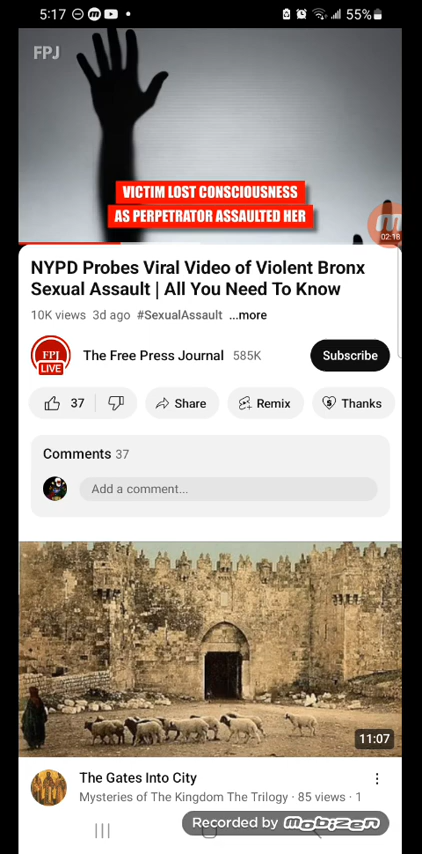 5:17
55%
FPJ
VICTIM LOST CONSCIOUSNESS
AS PERPETRATOR ASSAULTED HER
02:18
NYPD Probes Viral Video of Violent Bronx
Sexual Assault | All You Need To Know
10K views 3d ago #SexualAssault ...more
FPJ
LIVE
The Free Press Journal 585K
Subscribe
37
Share
Remix
Thanks
Comments 37
Add a comment...
11:07
The Gates Into City
Mysteries of The Kingdom The Trilogy · 85 views · 1
Recorded by MOBIZEN